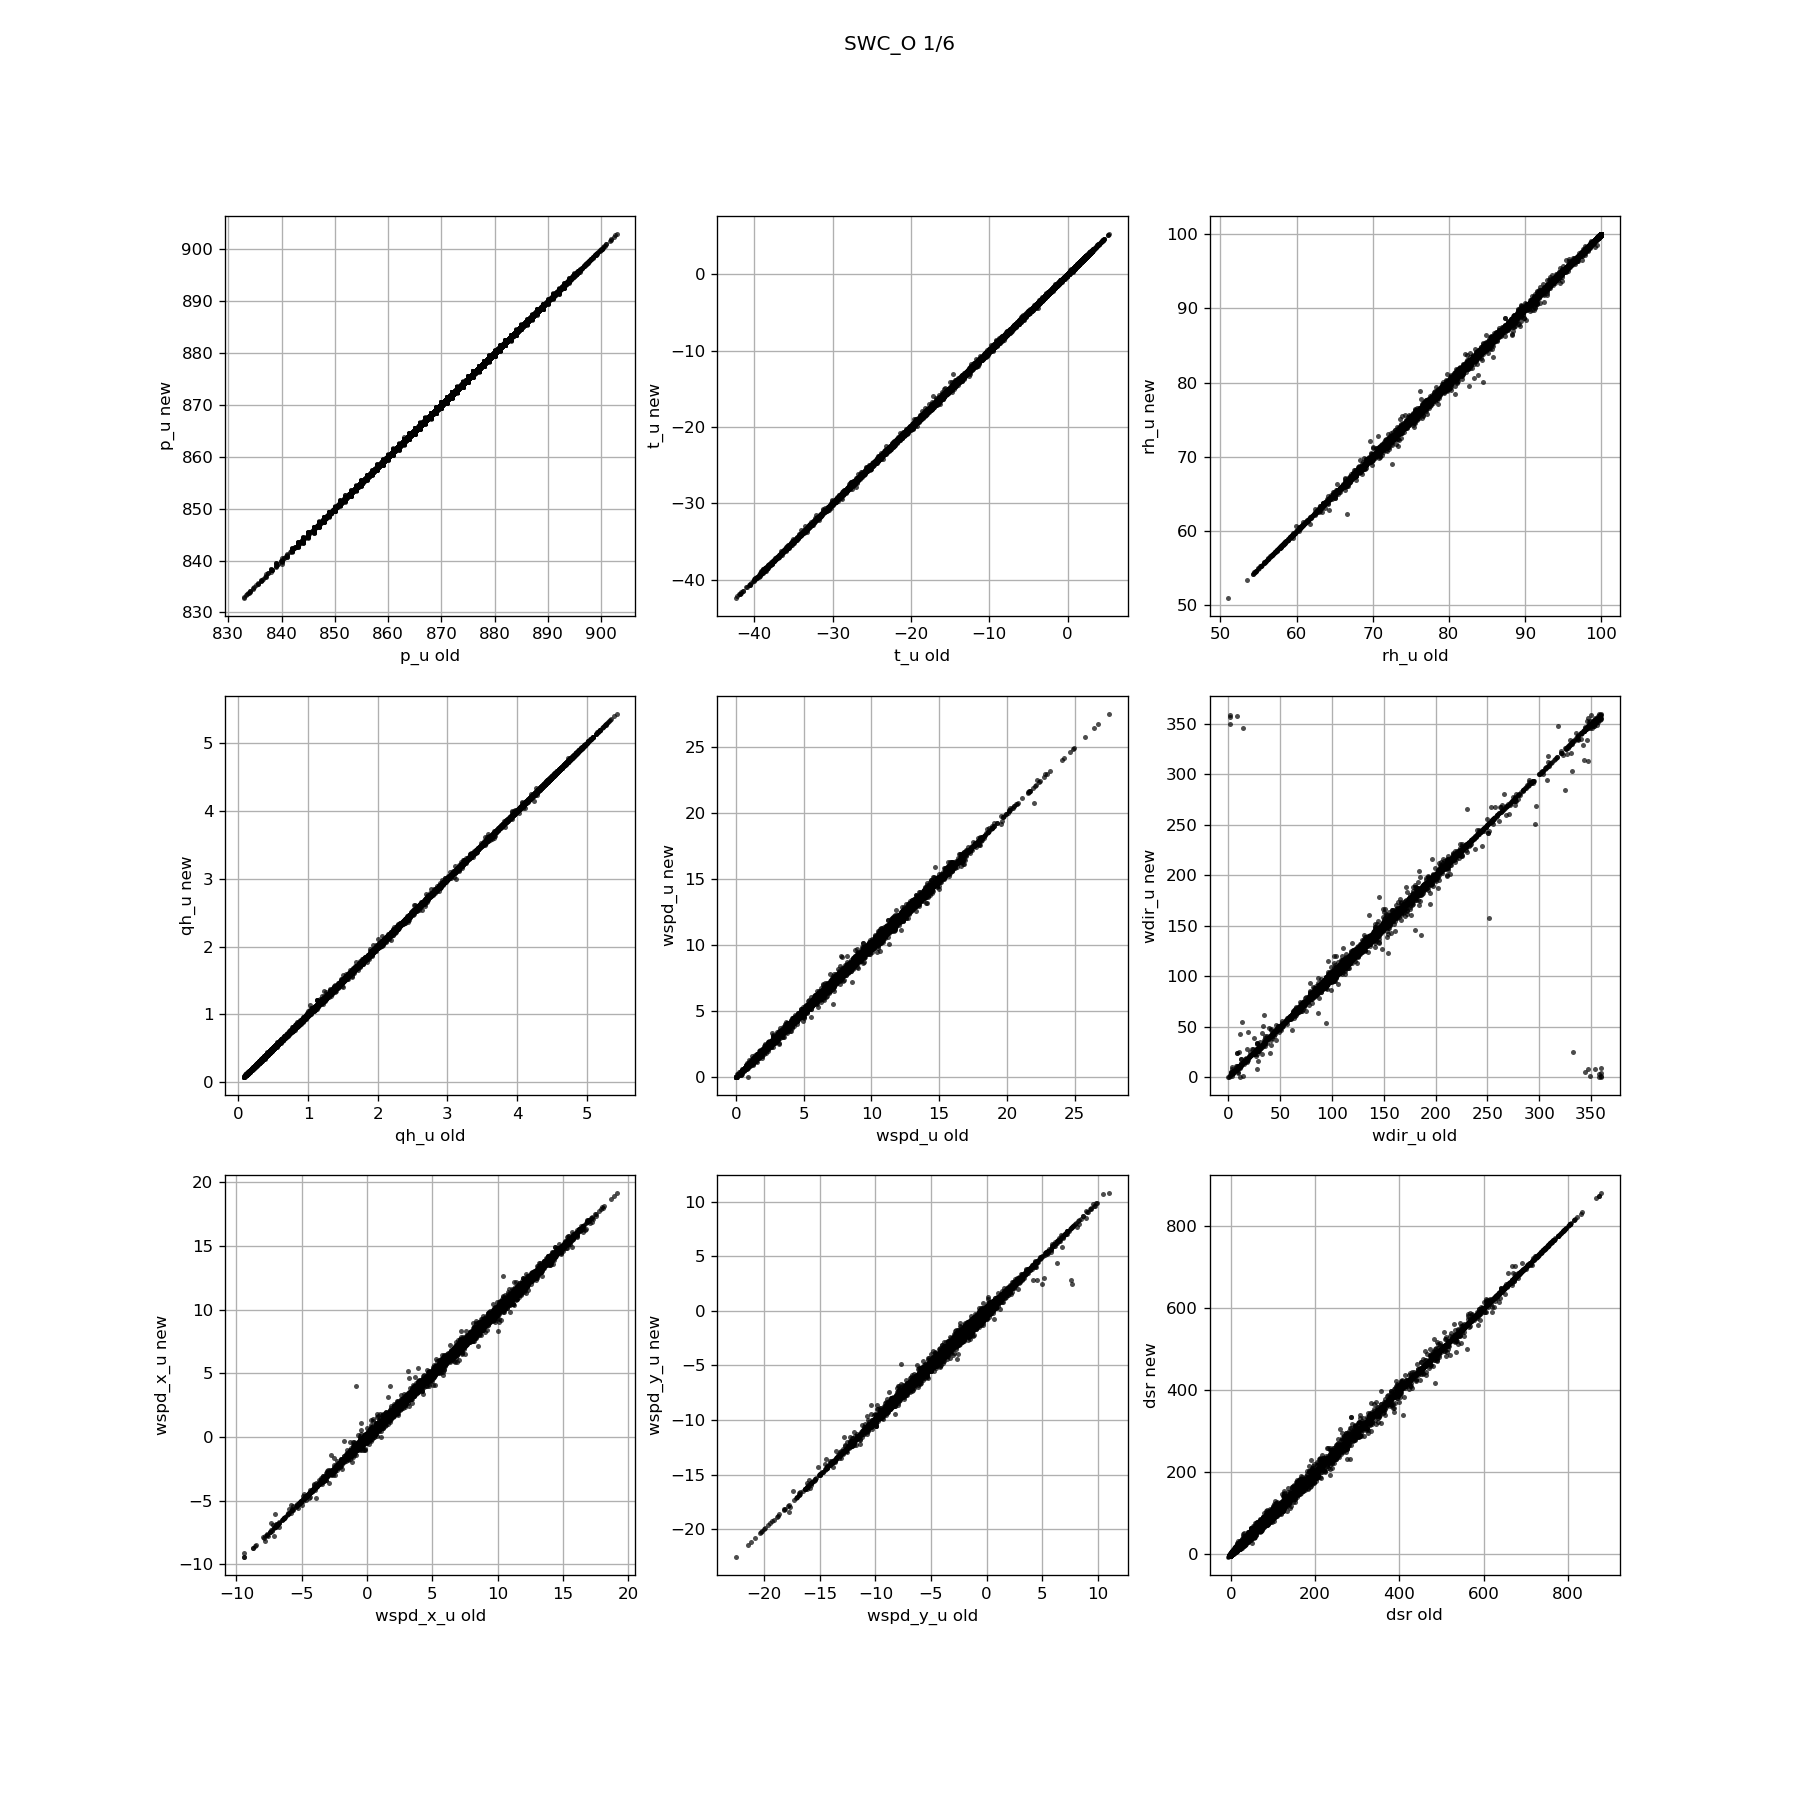 SWC_O 1/6
900
890
880
870
860
850
840
830
p_u new
830 840 850 860 870 880 890 900
p_u old
0
−10
−20
−30
−40
t_u new
−40 −30 −20 −10 0
t_u old
100
90
80
70
60
50
rh_u new
50 60 70 80 90 100
rh_u old
5
4
3
2
1
0
qh_u new
0 1 2 3 4 5
qh_u old
25
20
15
10
5
0
wspd_u new
0 5 10 15 20 25
wspd_u old
350
300
250
200
150
100
50
0
wdir_u new
0 50 100 150 200 250 300 350
wdir_u old
20
15
10
5
0
−5
−10
wspd_x_u new
−10 −5 0 5 10 15 20
wspd_x_u old
10
5
0
−5
−10
−15
−20
wspd_y_u new
−20 −15 −10 −5 0 5 10
wspd_y_u old
800
600
400
200
0
dsr new
0 200 400 600 800
dsr old